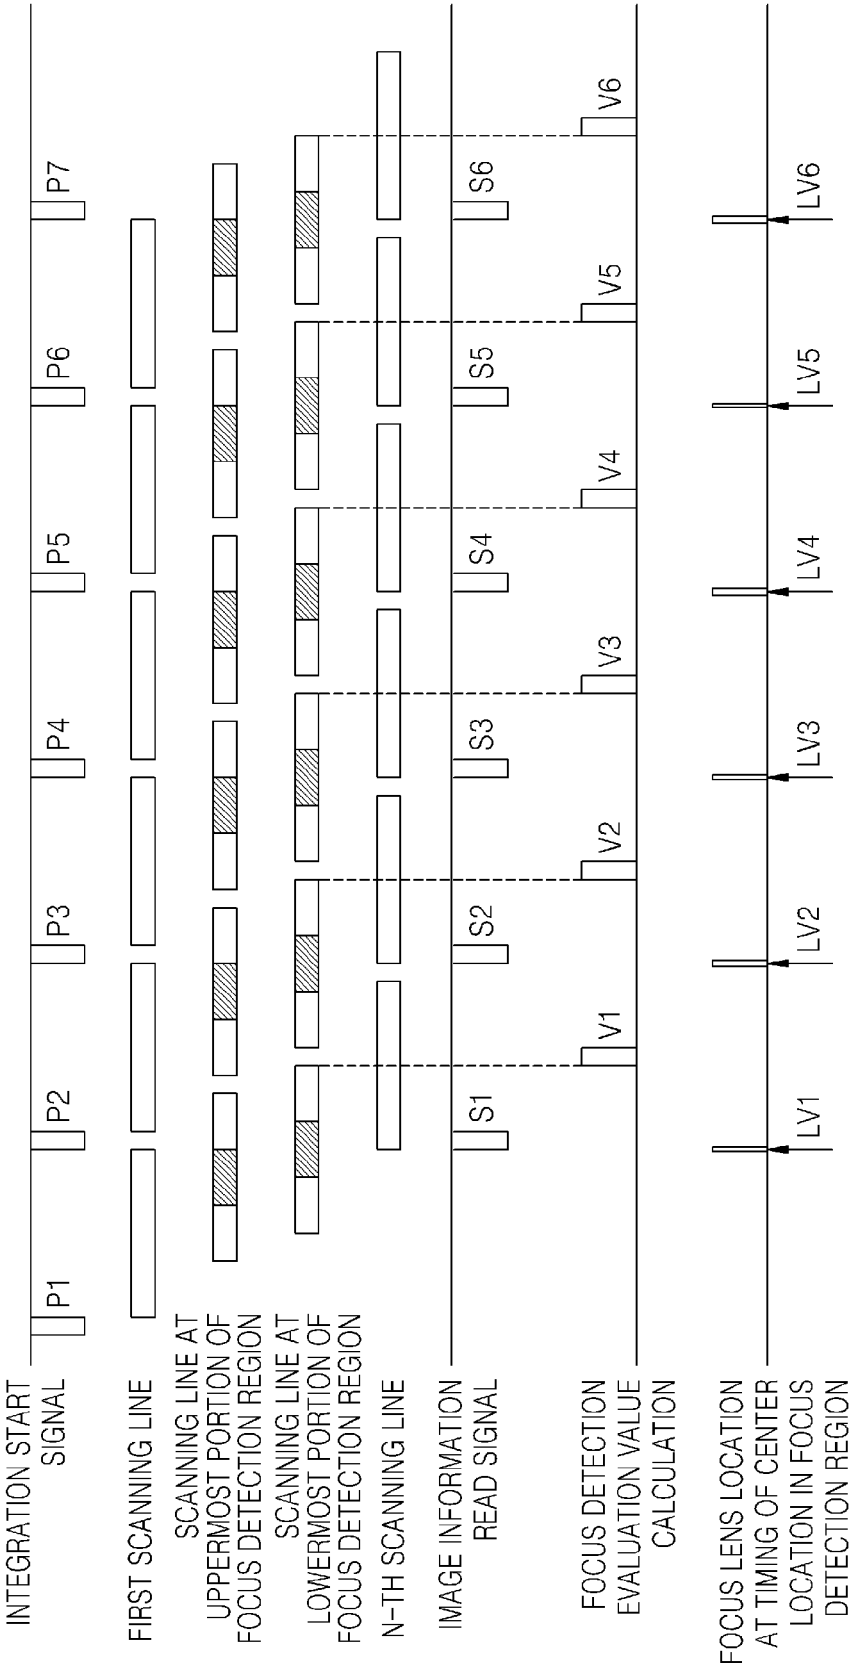 INTEGRATION START
SIGNAL
P1 P2 P3 P4 P5 P6 P7
FIRST SCANNING LINE
SCANNING LINE AT
UPPERMOST PORTION OF
FOCUS DETECTION REGION
SCANNING LINE AT
LOWERMOST PORTION OF
FOCUS DETECTION REGION
N-TH SCANNING LINE
IMAGE INFORMATION
READ SIGNAL
S1 S2 S3 S4 S5 S6
FOCUS DETECTION
EVALUATION VALUE
CALCULATION
V1 V2 V3 V4 V5 V6
FOCUS LENS LOCATION
AT TIMING OF CENTER
LOCATION IN FOCUS
DETECTION REGION
LV1 LV2 LV3 LV4 LV5 LV6